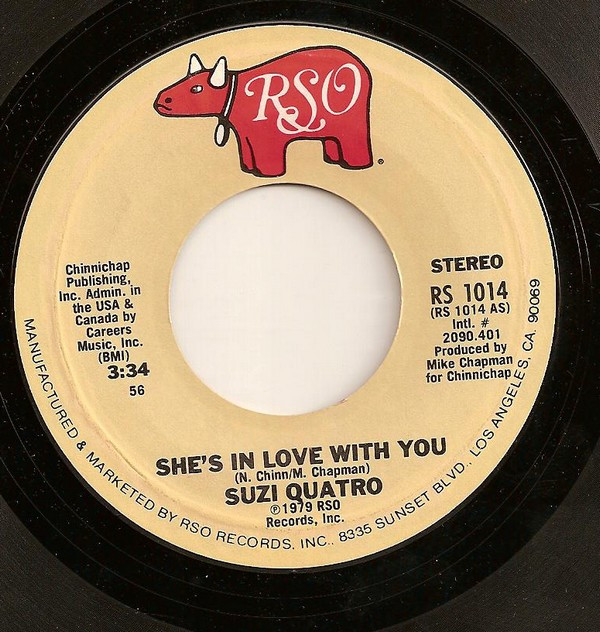 RSO
Chinnichap
Publishing,
Inc. Admin. in
the USA &
Canada by
Careers
Music, Inc.
(BMI)
3:34
56
STEREO
RS 1014
(RS 1014 AS)
Intl. #
2090.401
Produced by
Mike Chapman
for Chinnichap
SHE'S IN LOVE WITH YOU
(N. Chinn/M. Chapman)
SUZI QUATRO
℗1979 RSO
Records, Inc.
MANUFACTURED & MARKETED BY RSO RECORDS, INC., 8335 SUNSET BLVD., LOS ANGELES, CA. 90069